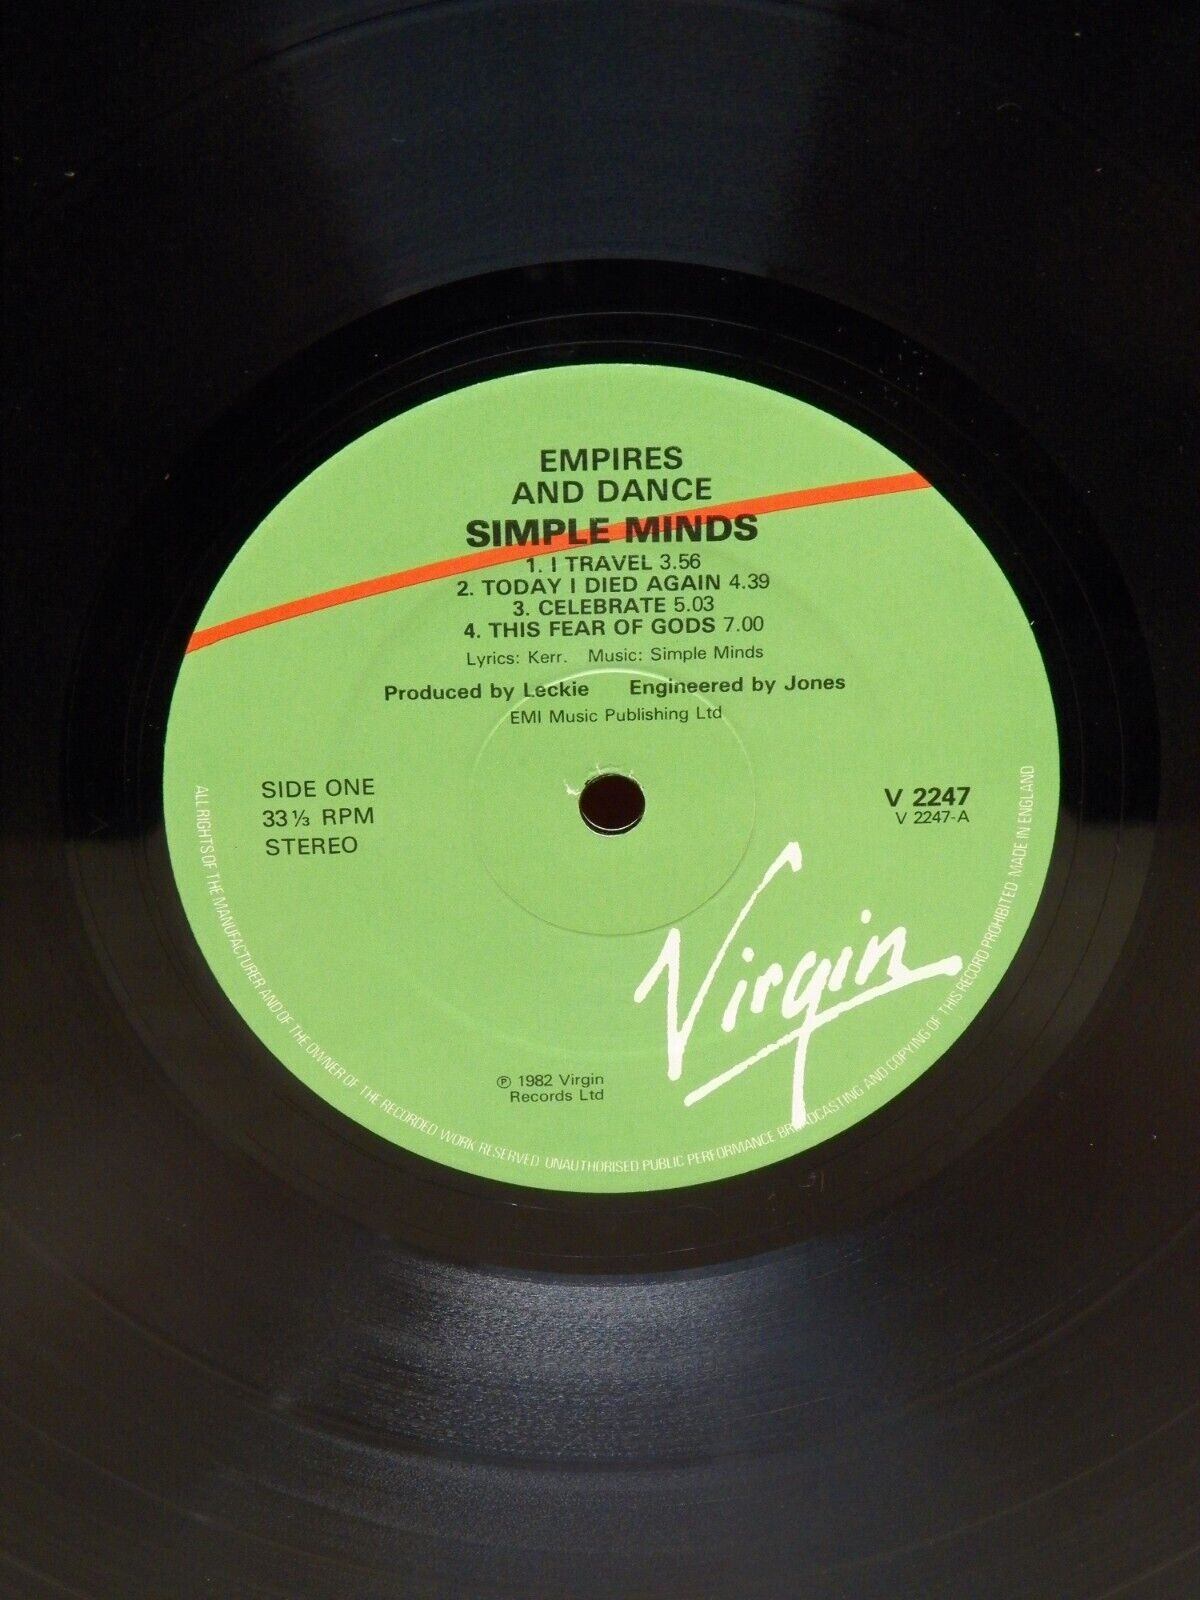 EMPIRES
AND DANCE
SIMPLE MINDS
1. I TRAVEL 3.56
2. TODAY I DIED AGAIN 4.39
3. CELEBRATE 5.03
4. THIS FEAR OF GODS 7.00
Lyrics: Kerr. Music: Simple Minds
Produced by Leckie Engineered by Jones
EMI Music Publishing Ltd
SIDE ONE
33⅓ RPM
STEREO
V 2247
V 2247-A
Virgin
℗ 1982 Virgin
Records Ltd
ALL RIGHTS OF THE MANUFACTURER AND OF THE OWNER OF THE RECORDED WORK RESERVED UNAUTHORISED PUBLIC PERFORMANCE BROADCASTING AND COPYING OF THIS RECORD PROHIBITED MADE IN ENGLAND